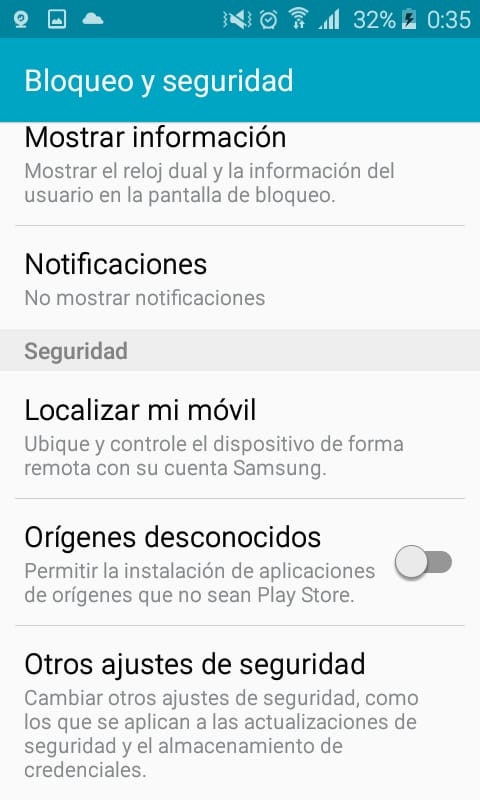 32% 0:35
Bloqueo y seguridad
Mostrar información
Mostrar el reloj dual y la información del
usuario en la pantalla de bloqueo.
Notificaciones
No mostrar notificaciones
Seguridad
Localizar mi móvil
Ubique y controle el dispositivo de forma
remota con su cuenta Samsung.
Orígenes desconocidos
Permitir la instalación de aplicaciones
de orígenes que no sean Play Store.
Otros ajustes de seguridad
Cambiar otros ajustes de seguridad, como
los que se aplican a las actualizaciones de
seguridad y el almacenamiento de
credenciales.